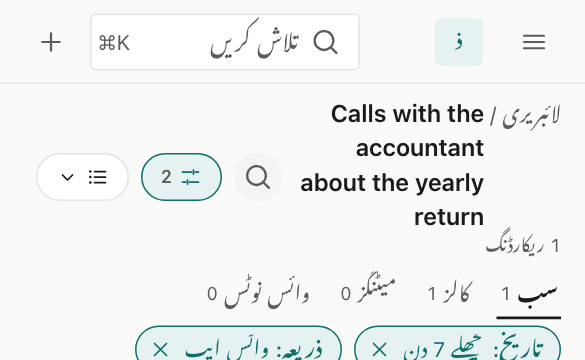 ذ تلاش کریں ⌘K
لائبریری / Calls with the
accountant
about the yearly
return
2
1 ریکارڈنگ
سب 1 کالز 1 میٹنگز 0 وائس نوٹس 0
تاریخ: پچھلے 7 دن ذریعہ: واٹس ایپ